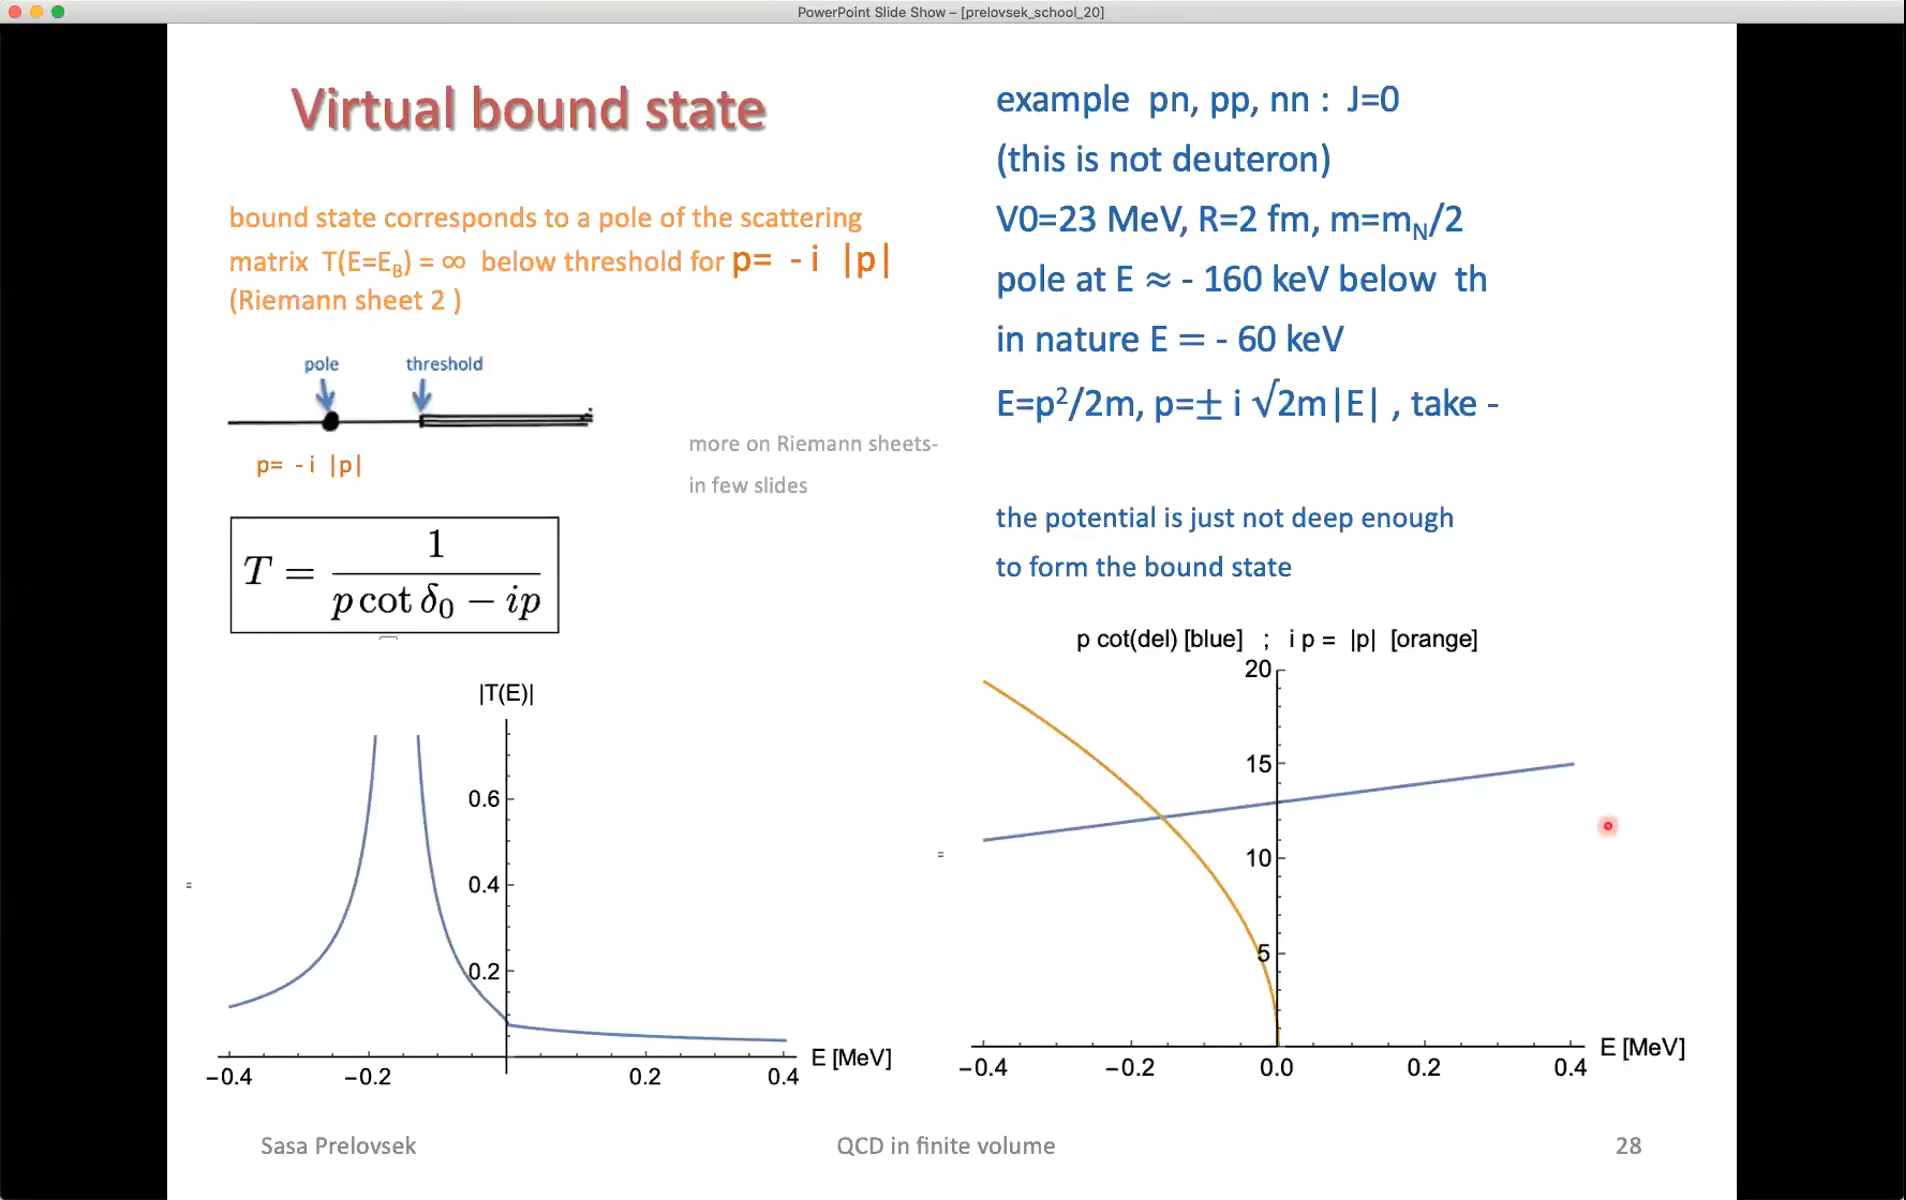 PowerPoint Slide Show – [prelovsek_school_20]
Virtual bound state
bound state corresponds to a pole of the scattering
matrix T(E=E_B) = ∞ below threshold for p= - i |p|
(Riemann sheet 2 )
pole
threshold
p= - i |p|
more on Riemann sheets-
in few slides
T = 1 / (p cot δ₀ − ip)
|T(E)|
0.6
0.4
0.2
−0.4
−0.2
0.2
0.4
E [MeV]
example pn, pp, nn : J=0
(this is not deuteron)
V0=23 MeV, R=2 fm, m=m_N/2
pole at E ≈ - 160 keV below th
in nature E = - 60 keV
E=p²/2m, p=± i √2m|E| , take -
the potential is just not deep enough
to form the bound state
p cot(del) [blue] ; i p = |p| [orange]
20
15
10
5
−0.4
−0.2
0.0
0.2
0.4
E [MeV]
Sasa Prelovsek
QCD in finite volume
28